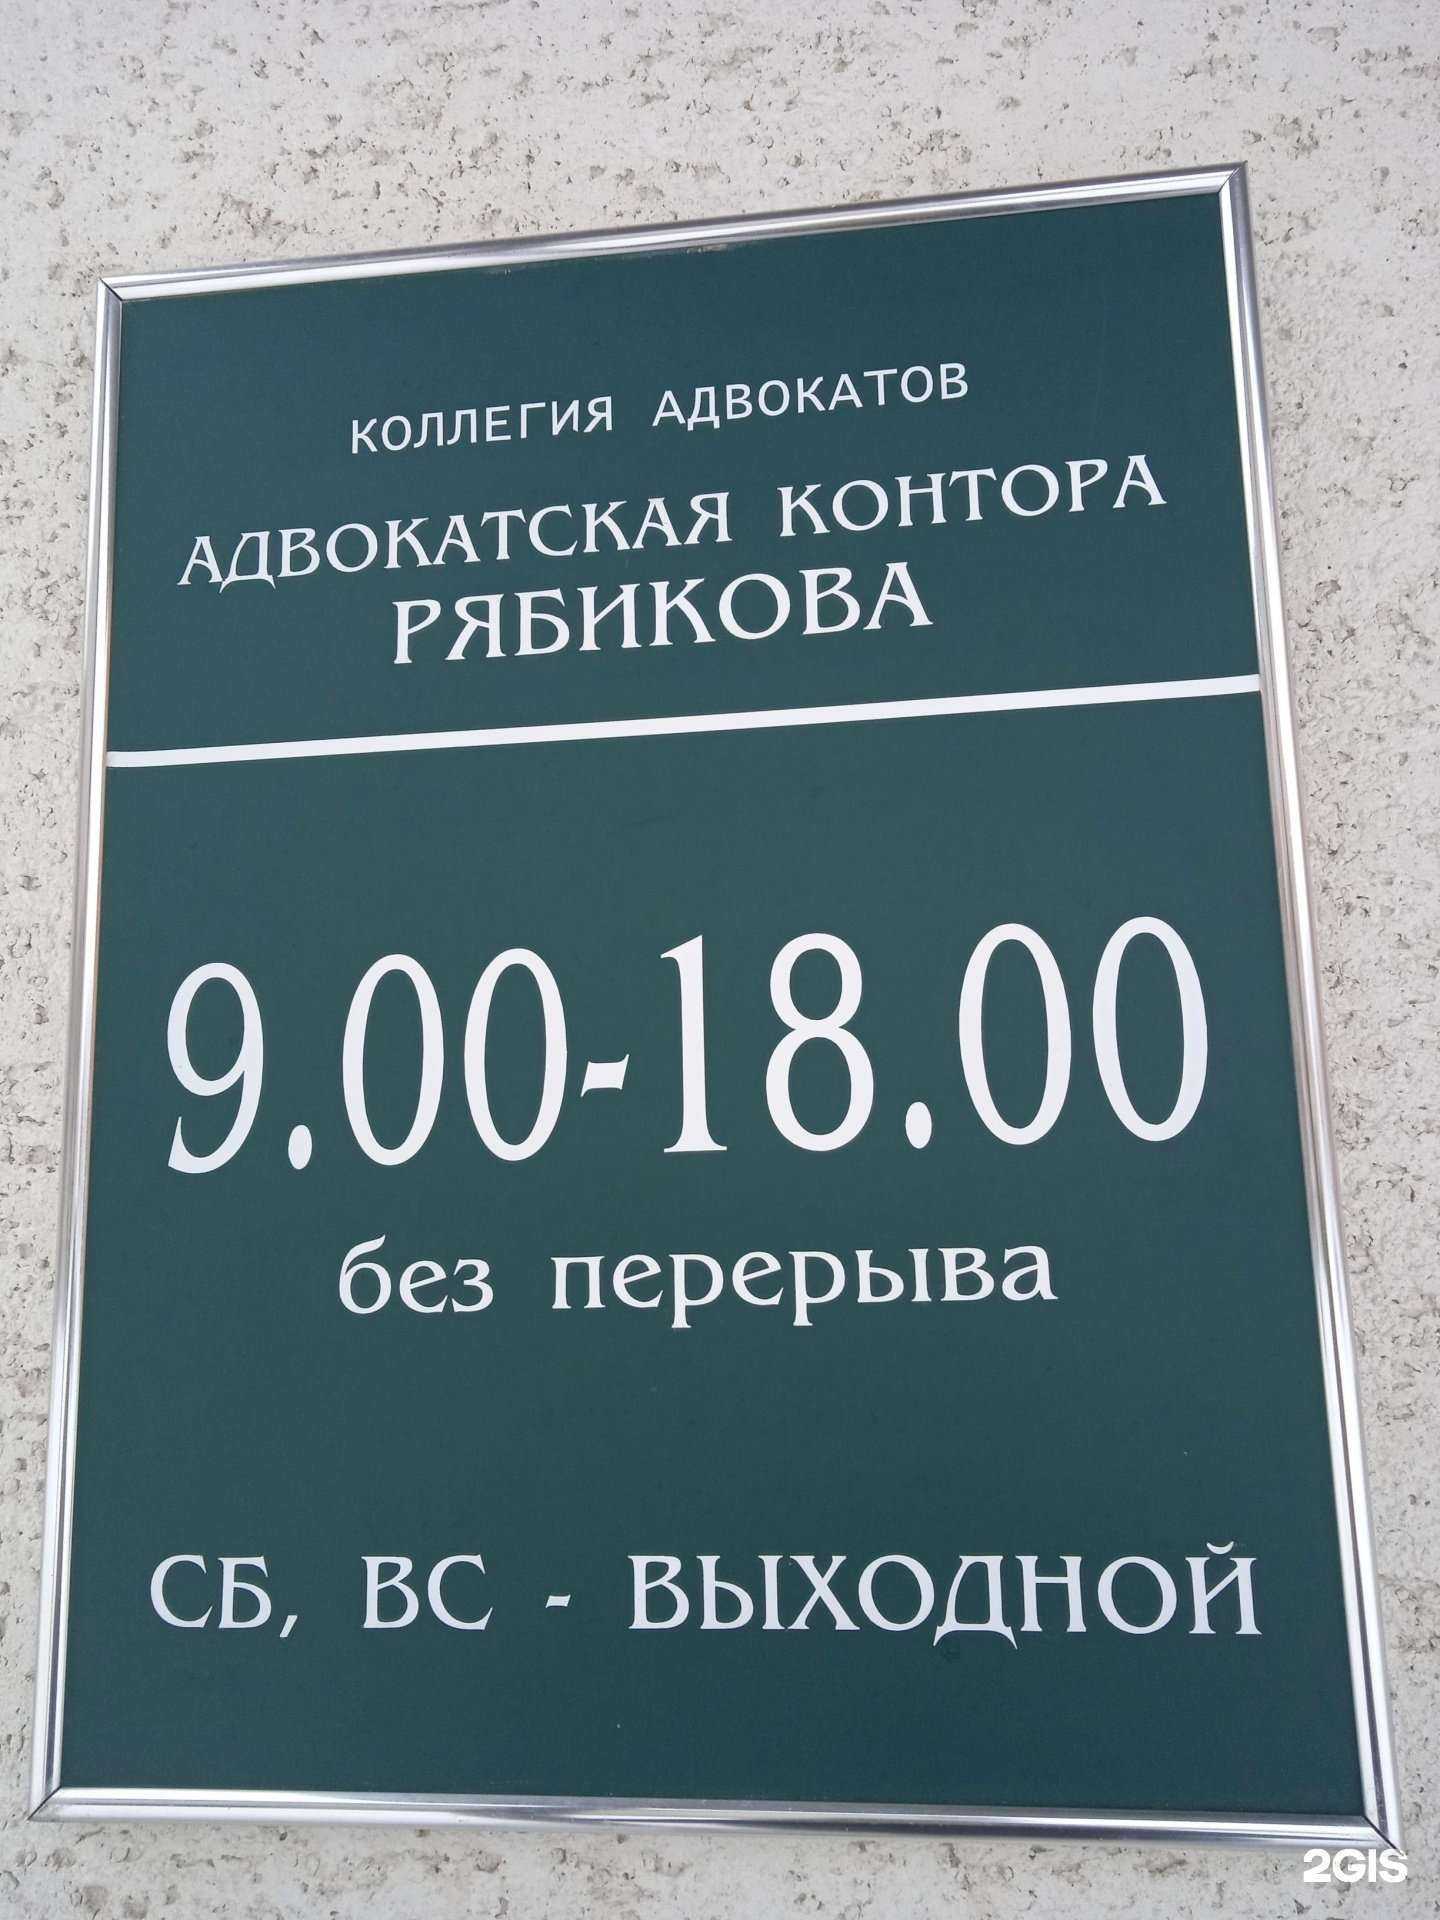 КОЛЛЕГИЯ АДВОКАТОВ
АДВОКАТСКАЯ КОНТОРА
РЯБИКОВА
9.00-18.00
без перерыва
СБ, ВС - ВЫХОДНОЙ
2GIS